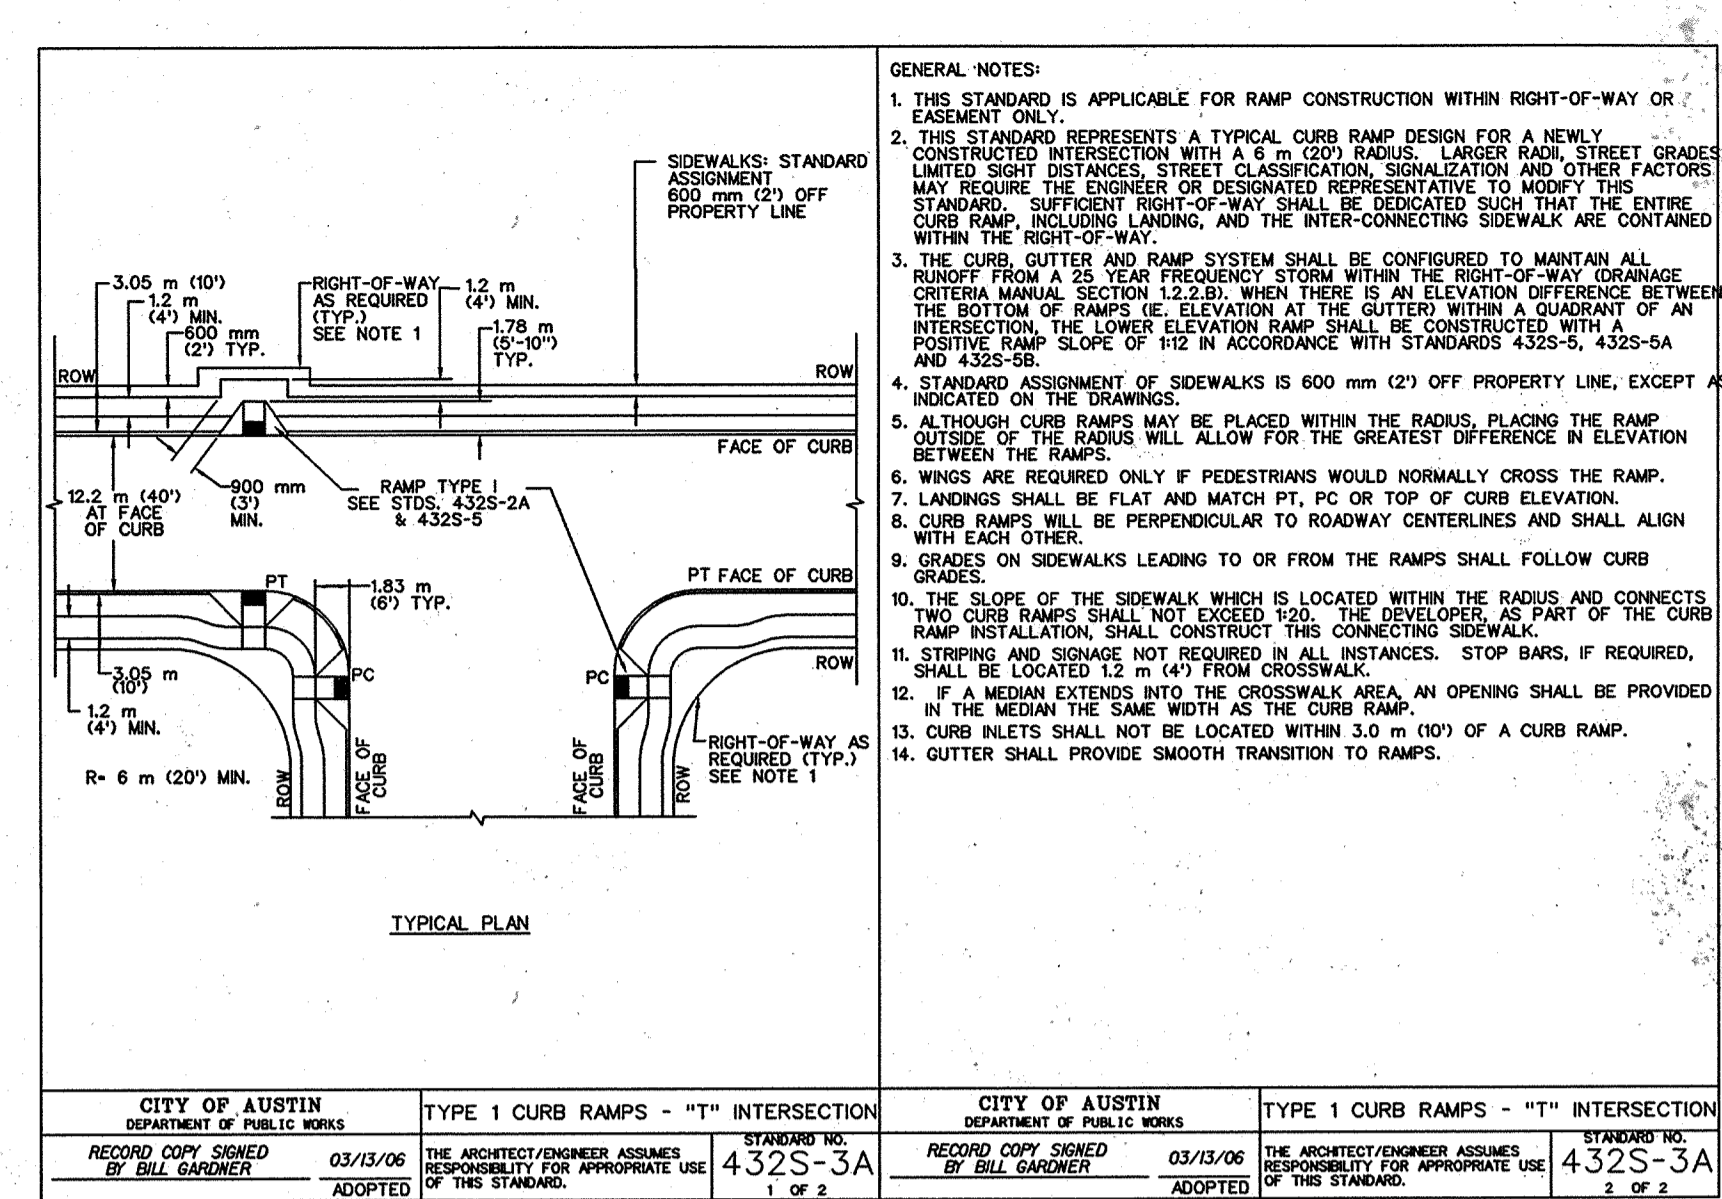 SIDEWALKS: STANDARD
ASSIGNMENT
600 mm (2') OFF
PROPERTY LINE
3.05 m (10')
1.2 m
(4') MIN.
600 mm
(2') TYP.
RIGHT-OF-WAY
AS REQUIRED
(TYP.)
SEE NOTE 1
1.2 m
(4') MIN.
1.78 m
(5'-10")
TYP.
ROW
ROW
FACE OF CURB
12.2 m (40')
AT FACE
OF CURB
900 mm
(3')
MIN.
RAMP TYPE I
SEE STDS. 432S-2A
& 432S-5
PT
1.83 m
(6') TYP.
PT FACE OF CURB
3.05 m
(10')
PC
PC
ROW
1.2 m
(4') MIN.
R= 6 m (20') MIN.
ROW
FACE OF
CURB
FACE OF
CURB
ROW
RIGHT-OF-WAY AS
REQUIRED (TYP.)
SEE NOTE 1
TYPICAL PLAN
GENERAL NOTES:
1. THIS STANDARD IS APPLICABLE FOR RAMP CONSTRUCTION WITHIN RIGHT-OF-WAY OR
EASEMENT ONLY.
2. THIS STANDARD REPRESENTS A TYPICAL CURB RAMP DESIGN FOR A NEWLY
CONSTRUCTED INTERSECTION WITH A 6 m (20') RADIUS. LARGER RADII, STREET GRADES
LIMITED SIGHT DISTANCES, STREET CLASSIFICATION, SIGNALIZATION AND OTHER FACTORS
MAY REQUIRE THE ENGINEER OR DESIGNATED REPRESENTATIVE TO MODIFY THIS
STANDARD. SUFFICIENT RIGHT-OF-WAY SHALL BE DEDICATED SUCH THAT THE ENTIRE
CURB RAMP, INCLUDING LANDING, AND THE INTER-CONNECTING SIDEWALK ARE CONTAINED
WITHIN THE RIGHT-OF-WAY.
3. THE CURB, GUTTER AND RAMP SYSTEM SHALL BE CONFIGURED TO MAINTAIN ALL
RUNOFF FROM A 25 YEAR FREQUENCY STORM WITHIN THE RIGHT-OF-WAY (DRAINAGE
CRITERIA MANUAL SECTION 1.2.2.B). WHEN THERE IS AN ELEVATION DIFFERENCE BETWEEN
THE BOTTOM OF RAMPS (IE. ELEVATION AT THE GUTTER) WITHIN A QUADRANT OF AN
INTERSECTION, THE LOWER ELEVATION RAMP SHALL BE CONSTRUCTED WITH A
POSITIVE RAMP SLOPE OF 1:12 IN ACCORDANCE WITH STANDARDS 432S-5, 432S-5A
AND 432S-5B.
4. STANDARD ASSIGNMENT OF SIDEWALKS IS 600 mm (2') OFF PROPERTY LINE, EXCEPT AS
INDICATED ON THE DRAWINGS.
5. ALTHOUGH CURB RAMPS MAY BE PLACED WITHIN THE RADIUS, PLACING THE RAMP
OUTSIDE OF THE RADIUS WILL ALLOW FOR THE GREATEST DIFFERENCE IN ELEVATION
BETWEEN THE RAMPS.
6. WINGS ARE REQUIRED ONLY IF PEDESTRIANS WOULD NORMALLY CROSS THE RAMP.
7. LANDINGS SHALL BE FLAT AND MATCH PT, PC OR TOP OF CURB ELEVATION.
8. CURB RAMPS WILL BE PERPENDICULAR TO ROADWAY CENTERLINES AND SHALL ALIGN
WITH EACH OTHER.
9. GRADES ON SIDEWALKS LEADING TO OR FROM THE RAMPS SHALL FOLLOW CURB
GRADES.
10. THE SLOPE OF THE SIDEWALK WHICH IS LOCATED WITHIN THE RADIUS AND CONNECTS
TWO CURB RAMPS SHALL NOT EXCEED 1:20. THE DEVELOPER, AS PART OF THE CURB
RAMP INSTALLATION, SHALL CONSTRUCT THIS CONNECTING SIDEWALK.
11. STRIPING AND SIGNAGE NOT REQUIRED IN ALL INSTANCES. STOP BARS, IF REQUIRED,
SHALL BE LOCATED 1.2 m (4') FROM CROSSWALK.
12. IF A MEDIAN EXTENDS INTO THE CROSSWALK AREA, AN OPENING SHALL BE PROVIDED
IN THE MEDIAN THE SAME WIDTH AS THE CURB RAMP.
13. CURB INLETS SHALL NOT BE LOCATED WITHIN 3.0 m (10') OF A CURB RAMP.
14. GUTTER SHALL PROVIDE SMOOTH TRANSITION TO RAMPS.
CITY OF AUSTIN
DEPARTMENT OF PUBLIC WORKS
RECORD COPY SIGNED
BY BILL GARDNER
03/13/06
ADOPTED
TYPE 1 CURB RAMPS - "T" INTERSECTION
THE ARCHITECT/ENGINEER ASSUMES
RESPONSIBILITY FOR APPROPRIATE USE
OF THIS STANDARD.
STANDARD NO.
432S-3A
1 OF 2
CITY OF AUSTIN
DEPARTMENT OF PUBLIC WORKS
RECORD COPY SIGNED
BY BILL GARDNER
03/13/06
ADOPTED
TYPE 1 CURB RAMPS - "T" INTERSECTION
THE ARCHITECT/ENGINEER ASSUMES
RESPONSIBILITY FOR APPROPRIATE USE
OF THIS STANDARD.
STANDARD NO.
432S-3A
2 OF 2